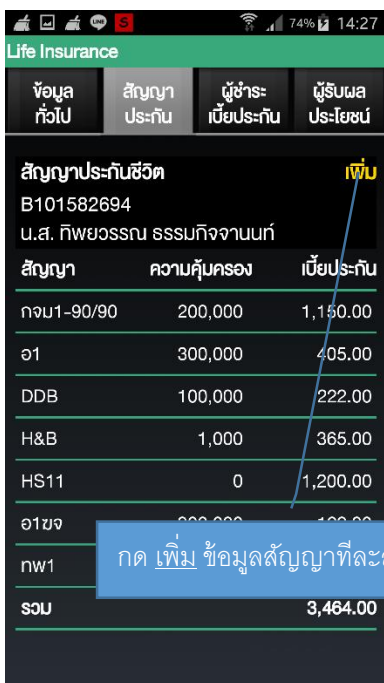 LINE S 74% 14:27
Life Insurance
ข้อมูล ทั่วไป
สัญญา ประกัน
ผู้ชำระ เบี้ยประกัน
ผู้รับผล ประโยชน์
สัญญาประกันชีวิต เพิ่ม
B101582694
น.ส. ทิพยวรรณ ธรรมกิจจานนท์
สัญญา ความคุ้มครอง เบี้ยประกัน
กจม1-90/90 200,000 1,150.00
อ1 300,000 405.00
DDB 100,000 222.00
H&B 1,000 365.00
HS11 0 1,200.00
อ1ฆจ
กด เพิ่ม ข้อมูลสัญญาทีละ
ทพ1
รวม 3,464.00